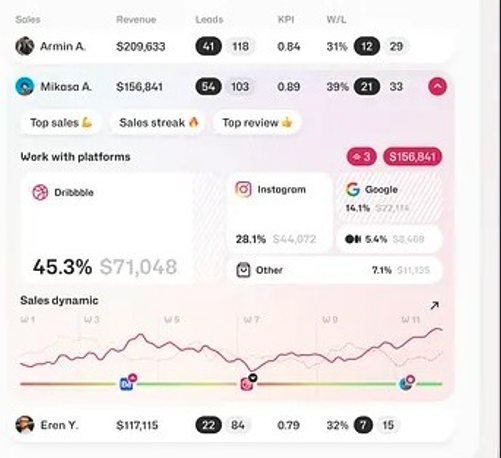 Sales Revenue Leads KPI W/L
Armin A. $209,633 41 118 0.84 31% 12 29
Mikasa A. $156,841 54 103 0.89 39% 21 33
Top sales 💪 Sales streak 🔥 Top review 👍
Work with platforms 3 $156,841
Dribbble Instagram Google
14.1% $22,114
28.1% $44,072 5.4% $8,469
45.3% $71,048 Other 7.1% $11,135
Sales dynamic
W 1 W 3 W 5 W 7 W 9 W 11
Bē
Eren Y. $117,115 22 84 0.79 32% 7 15